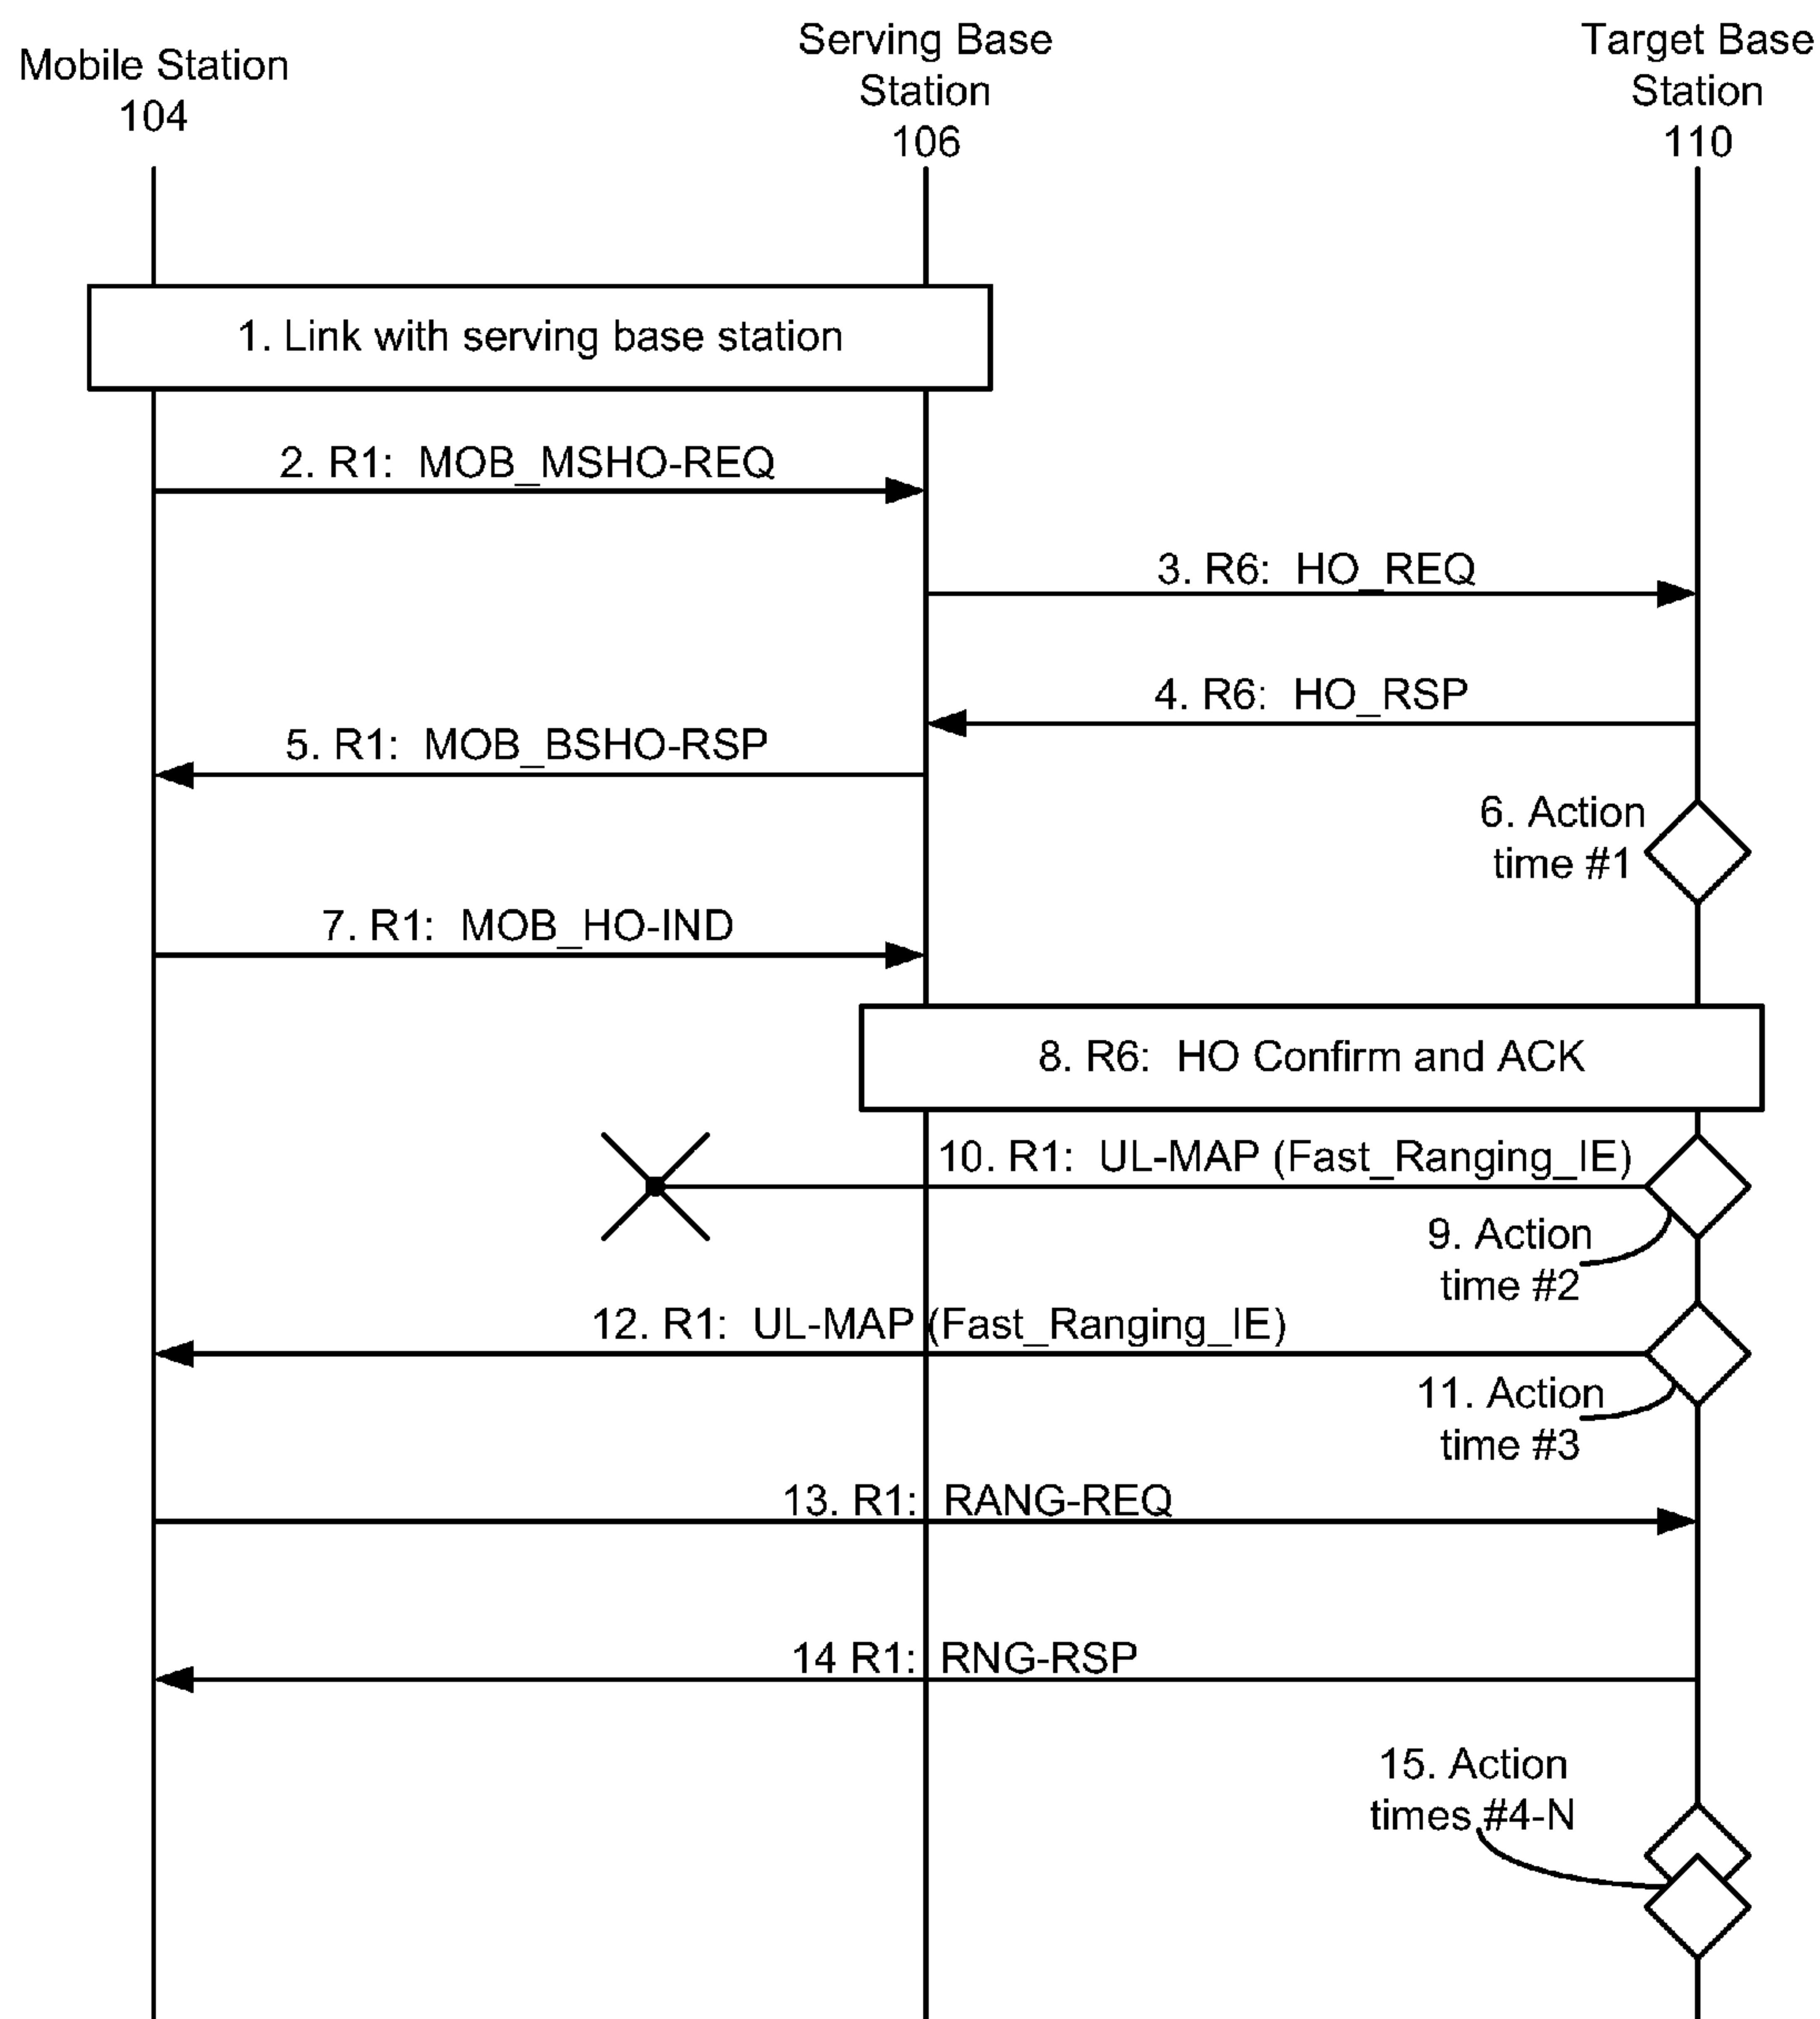 Mobile Station
104
Serving Base
Station
106
Target Base
Station
110
1. Link with serving base station
2. R1: MOB_MSHO-REQ
3. R6: HO_REQ
4. R6: HO_RSP
5. R1: MOB_BSHO-RSP
6. Action
time #1
7. R1: MOB_HO-IND
8. R6: HO Confirm and ACK
10. R1: UL-MAP (Fast_Ranging_IE)
9. Action
time #2
12. R1: UL-MAP (Fast_Ranging_IE)
11. Action
time #3
13. R1: RANG-REQ
14 R1: RNG-RSP
15. Action
times #4-N